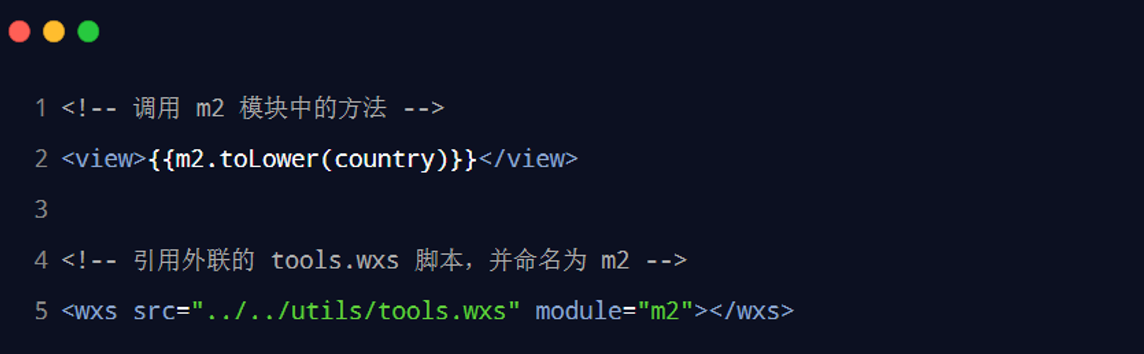 1 <!-- 调用 m2 模块中的方法 -->
2 <view>{{m2.toLower(country)}}</view>
3
4 <!-- 引用外联的 tools.wxs 脚本，并命名为 m2 -->
5 <wxs src="../../utils/tools.wxs" module="m2"></wxs>